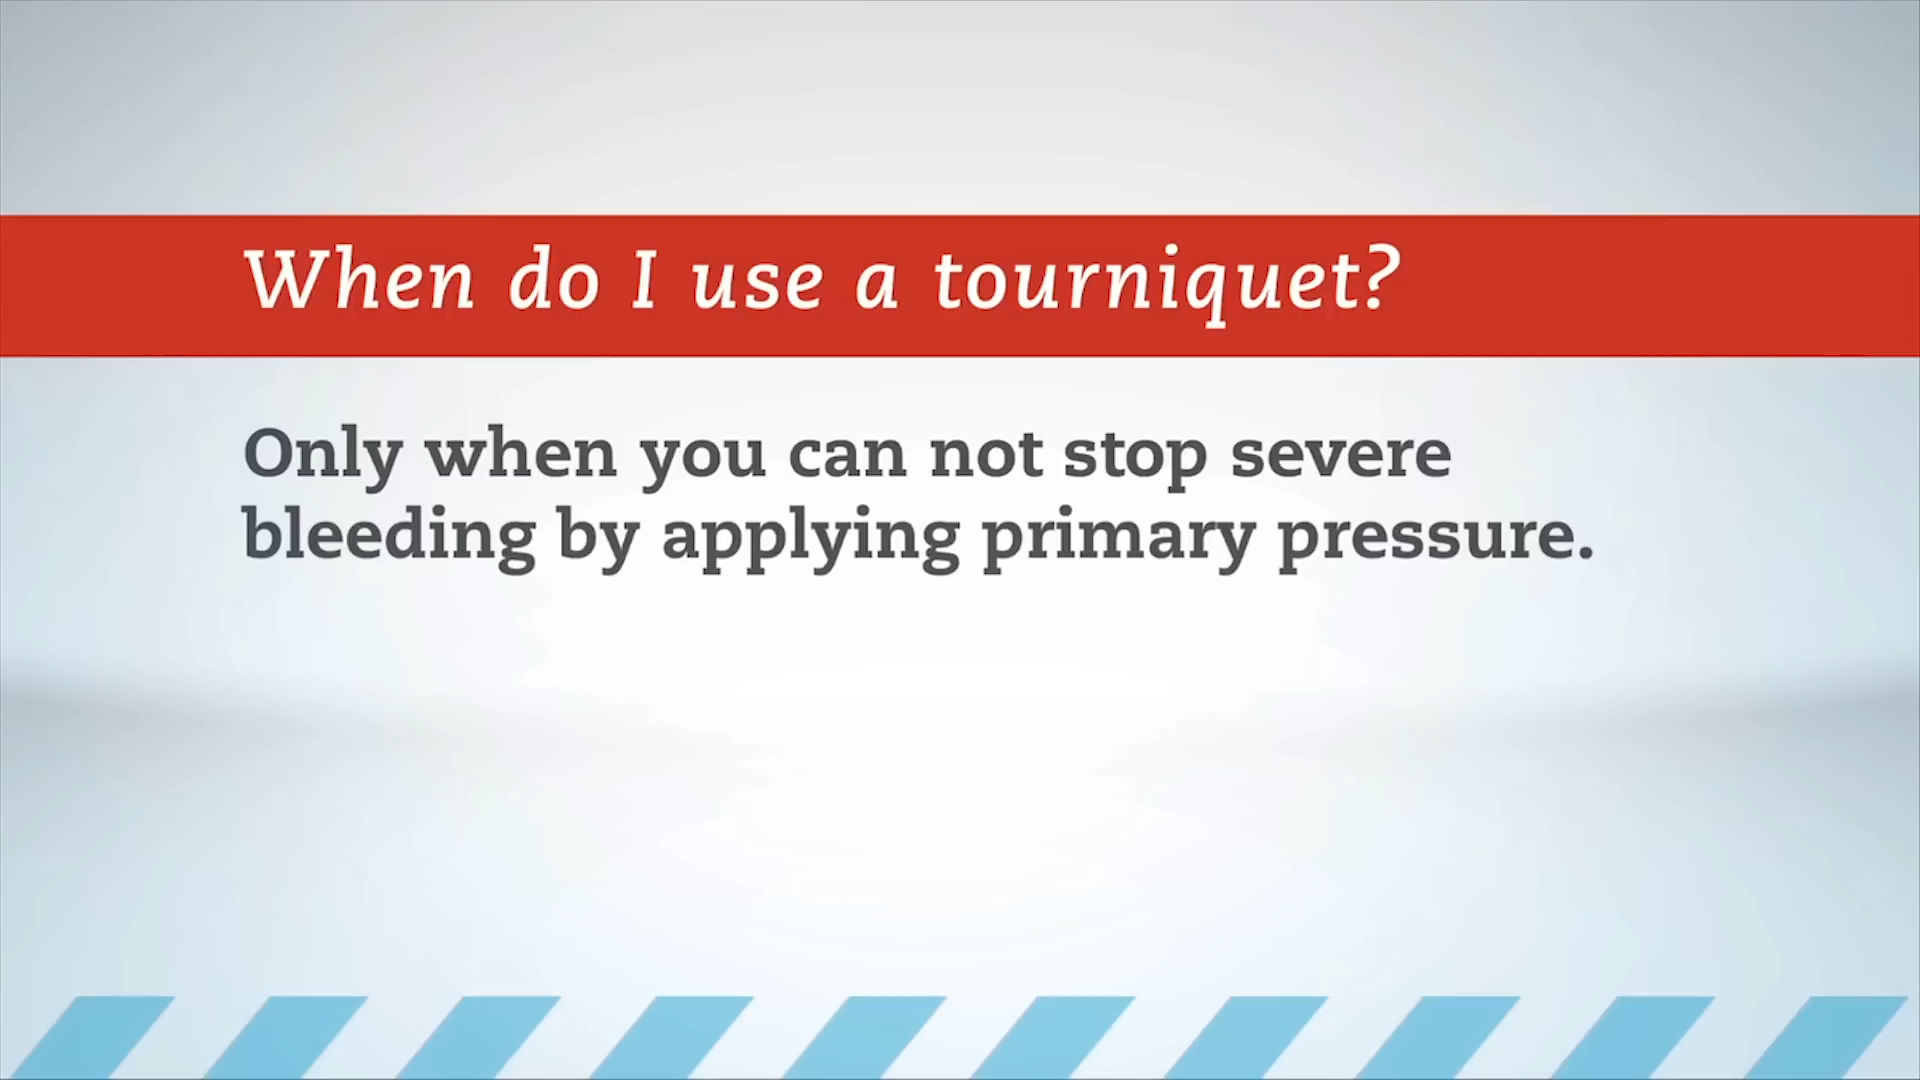 When do I use a tourniquet?
Only when you can not stop severe
bleeding by applying primary pressure.